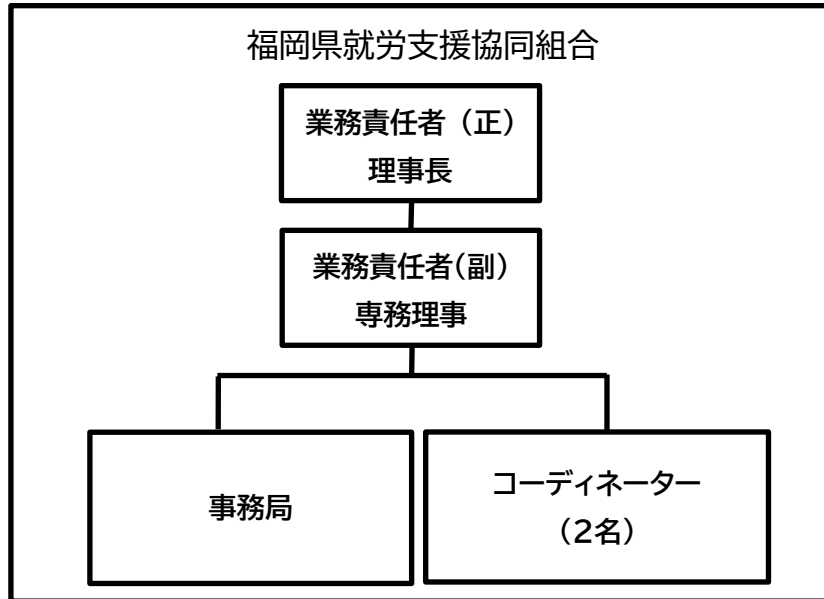 福岡県就労支援協同組合
業務責任者（正）
理事長
業務責任者(副)
専務理事
事務局
コーディネーター
（2名）